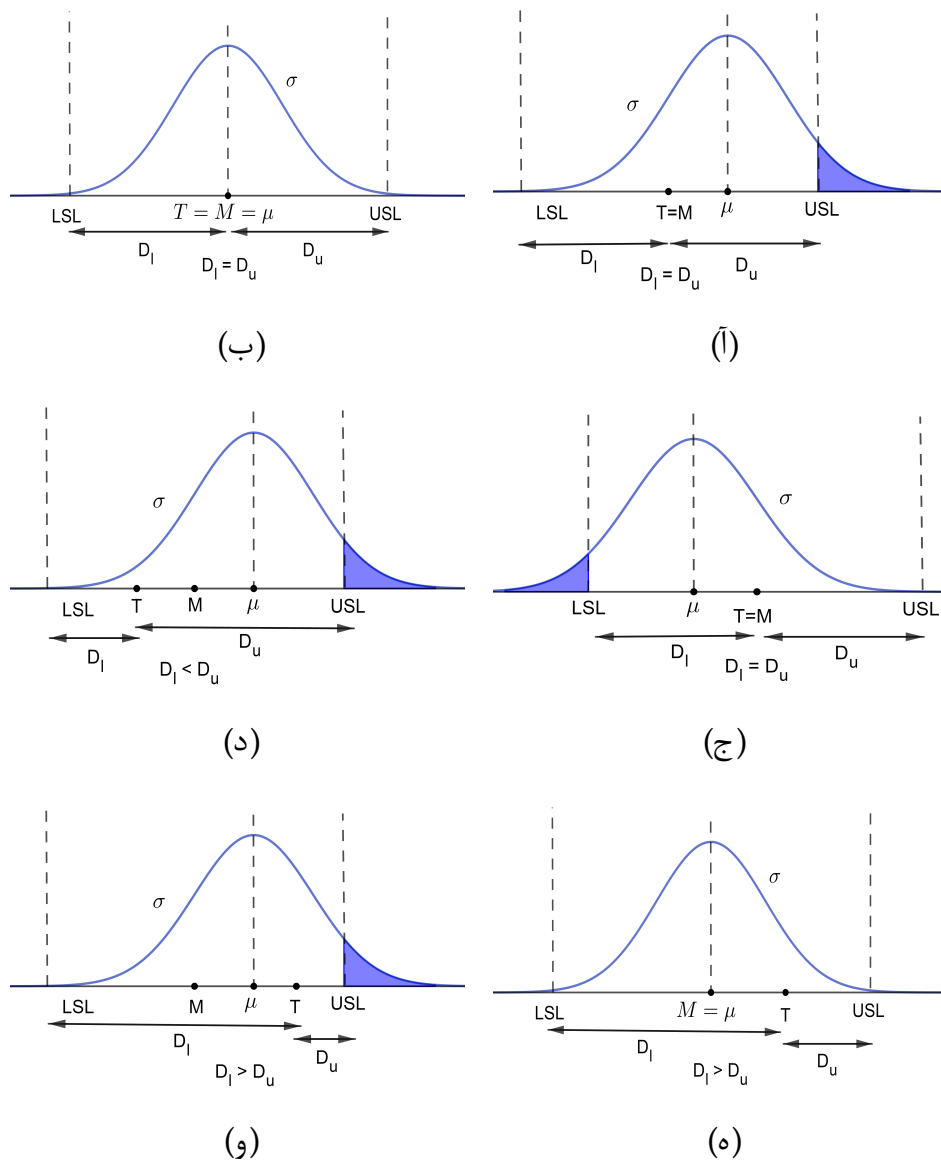 σ
LSL T=M μ USL
D_l D_u
D_l = D_u
(آ)
σ
LSL T = M = μ USL
D_l D_u
D_l = D_u
(ب)
σ
LSL μ T=M USL
D_l D_u
D_l = D_u
(ج)
σ
LSL T M μ USL
D_l D_u
D_l < D_u
(د)
σ
LSL M = μ T USL
D_l D_u
D_l > D_u
(ه)
σ
LSL M μ T USL
D_l D_u
D_l > D_u
(و)